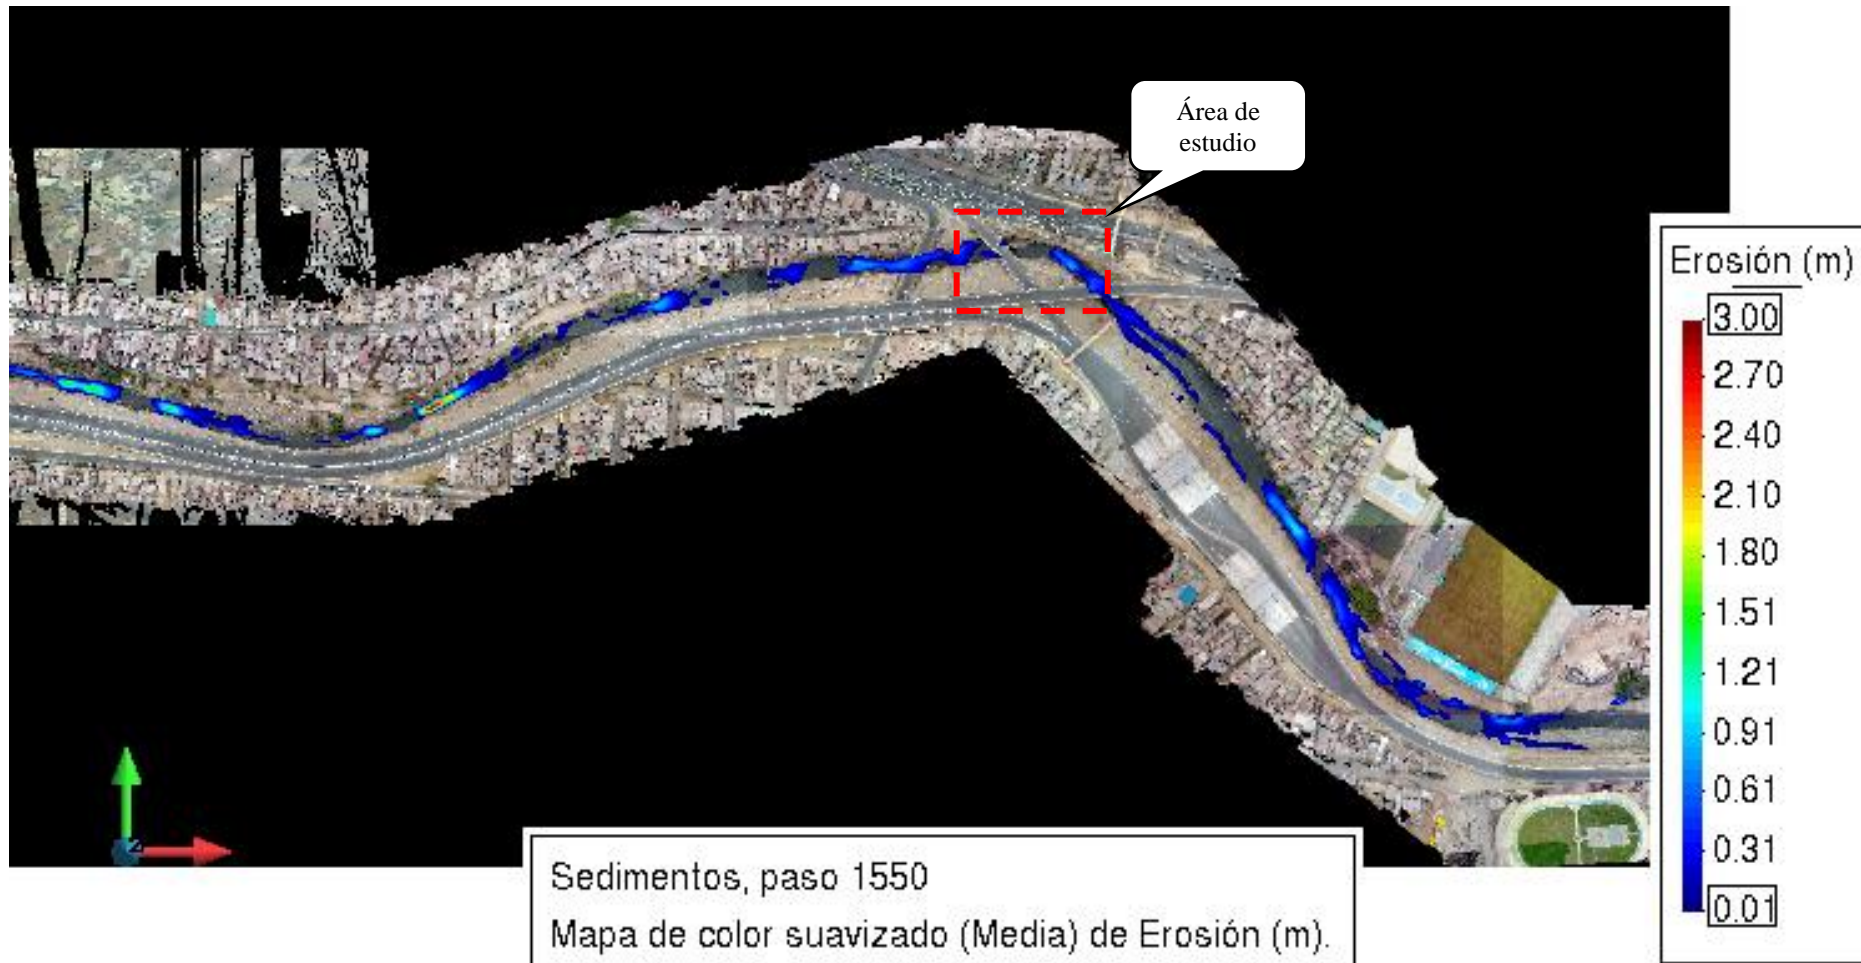 Área de
estudio
Erosión (m)
3.00
2.70
2.40
2.10
1.80
1.51
1.21
0.91
0.61
0.31
0.01
Sedimentos, paso 1550
Mapa de color suavizado (Media) de Erosión (m).